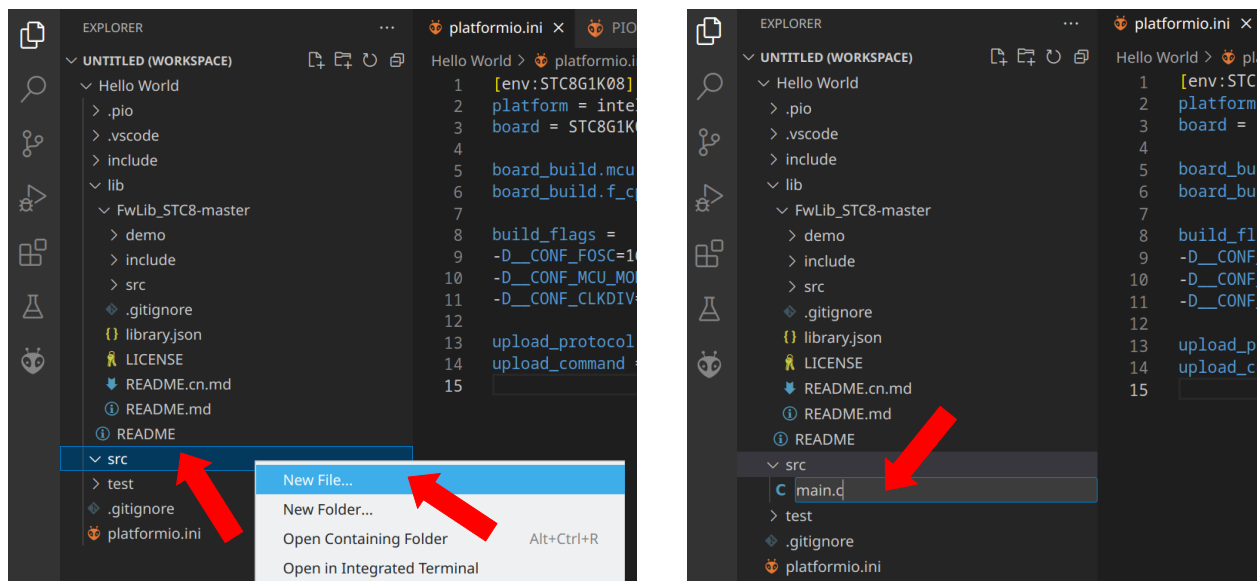 EXPLORER
UNTITLED (WORKSPACE)
Hello World
.pio
.vscode
include
lib
FwLib_STC8-master
demo
include
src
.gitignore
library.json
LICENSE
README.cn.md
README.md
README
src
test
.gitignore
platformio.ini
New File...
New Folder...
Open Containing Folder Alt+Ctrl+R
Open in Integrated Terminal
platformio.ini PIO
Hello World > platformio.i
1 [env:STC8G1K08]
2 platform = inte
3 board = STC8G1K
4
5 board_build.mcu
6 board_build.f_c
7
8 build_flags =
9 -D__CONF_FOSC=1
10 -D__CONF_MCU_MO
11 -D__CONF_CLKDIV=
12
13 upload_protocol
14 upload_command =
15
EXPLORER
UNTITLED (WORKSPACE)
Hello World
.pio
.vscode
include
lib
FwLib_STC8-master
demo
include
src
.gitignore
library.json
LICENSE
README.cn.md
README.md
README
src
main.c
test
.gitignore
platformio.ini
platformio.ini
Hello World > pl
1 [env:STC
2 platform
3 board =
4
5 board_bu
6 board_bu
7
8 build_fl
9 -D__CONF_
10 -D__CONF_
11 -D__CONF_
12
13 upload_p
14 upload_c
15